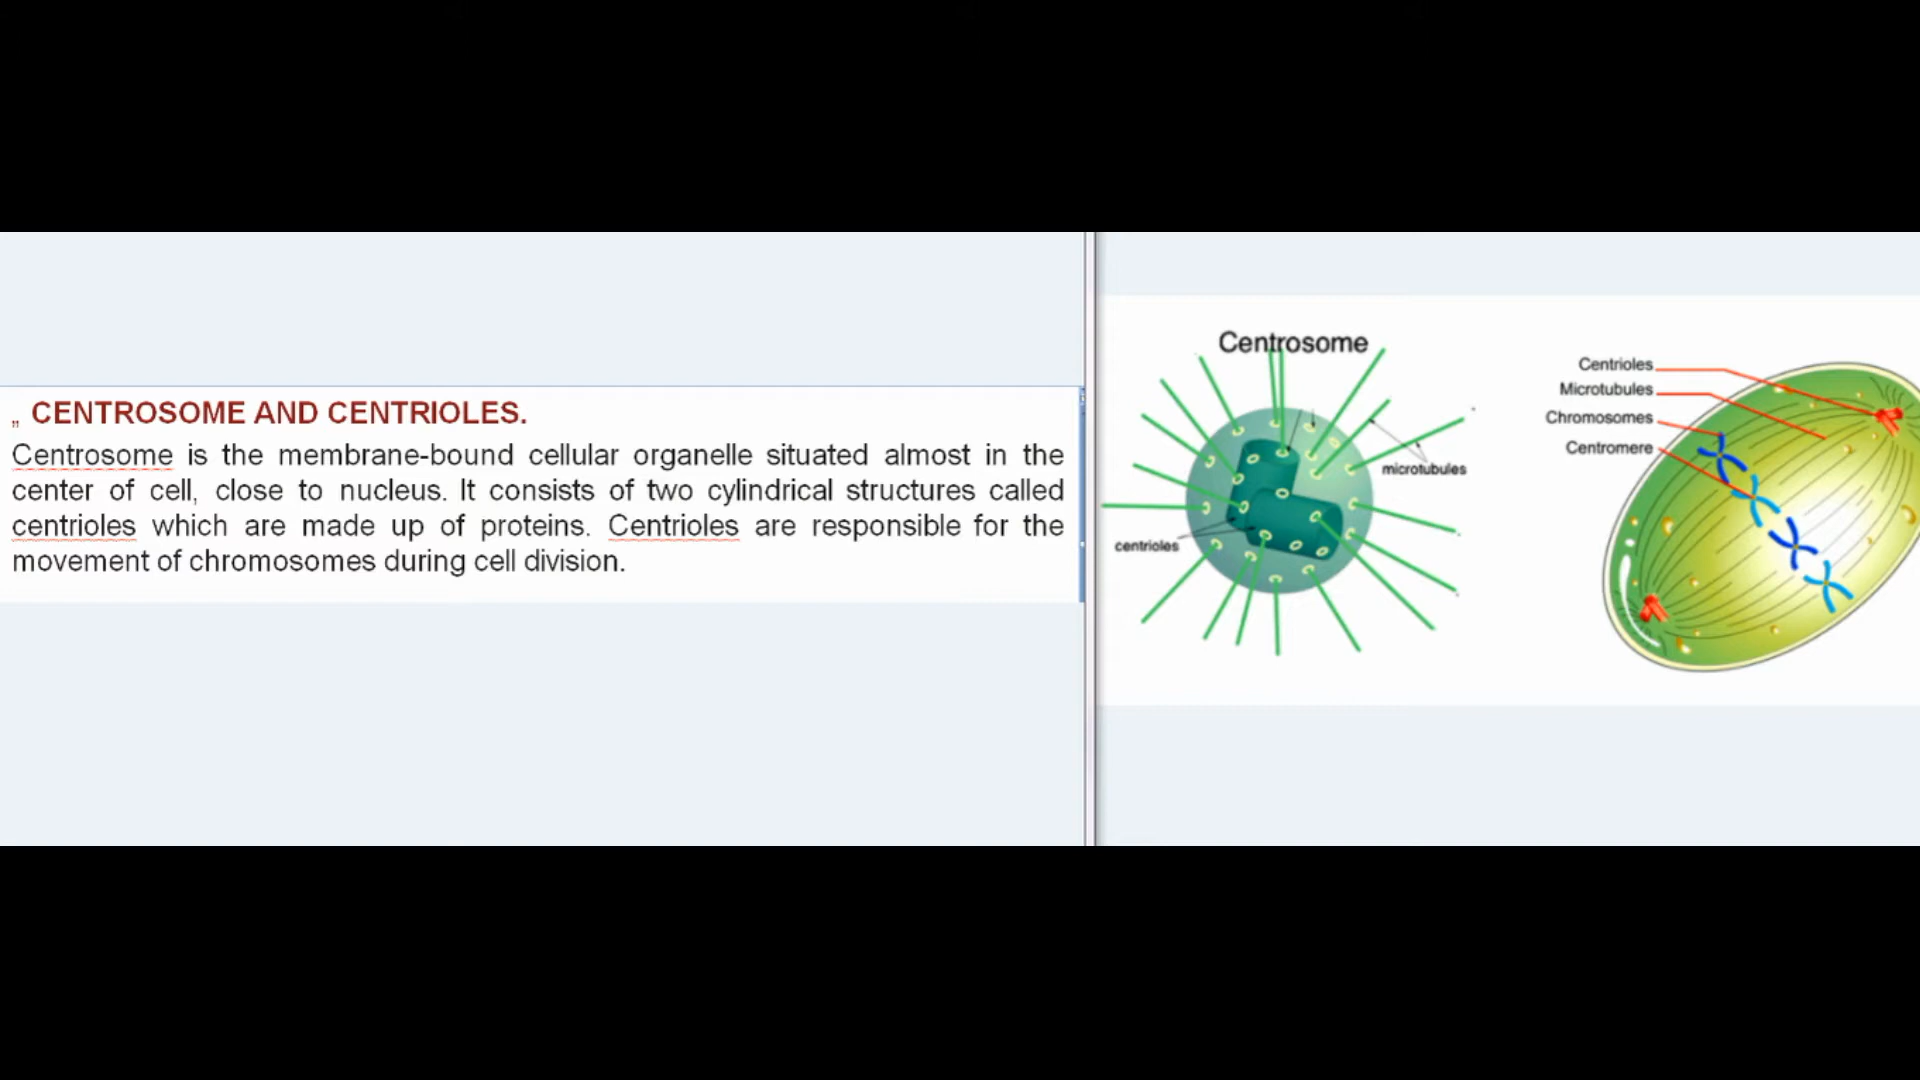 „ CENTROSOME AND CENTRIOLES.
Centrosome is the membrane-bound cellular organelle situated almost in the
center of cell, close to nucleus. It consists of two cylindrical structures called
centrioles which are made up of proteins. Centrioles are responsible for the
movement of chromosomes during cell division.
Centrosome
microtubules
centrioles
Centrioles
Microtubules
Chromosomes
Centromere